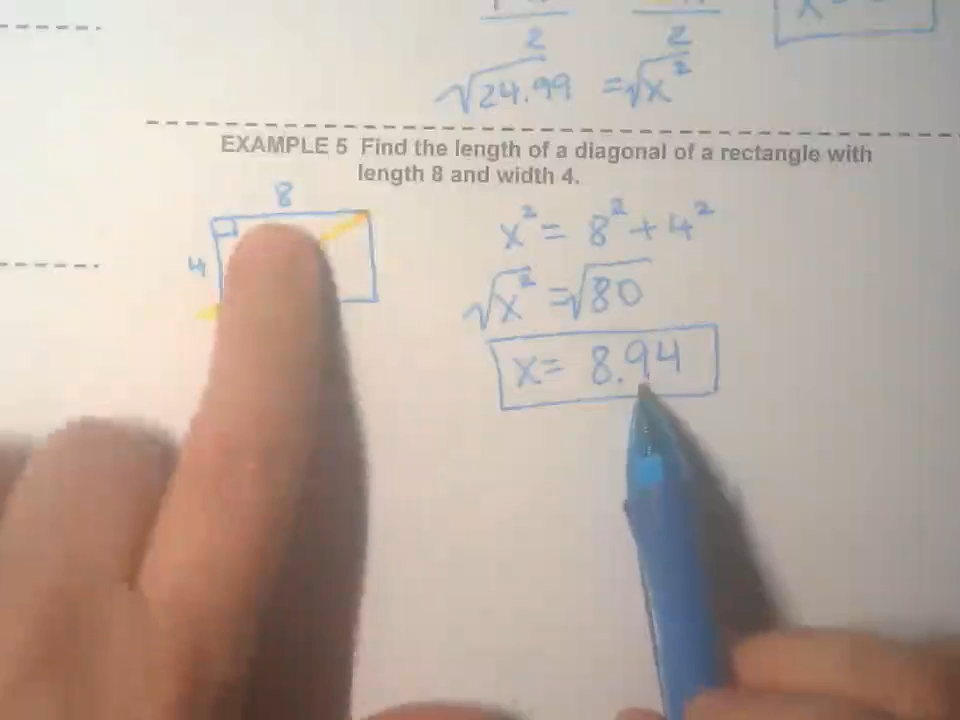 2 2
√24.99 = √x²
EXAMPLE 5 Find the length of a diagonal of a rectangle with
length 8 and width 4.
8
4
x² = 8² + 4²
√x² = √80
x = 8.94